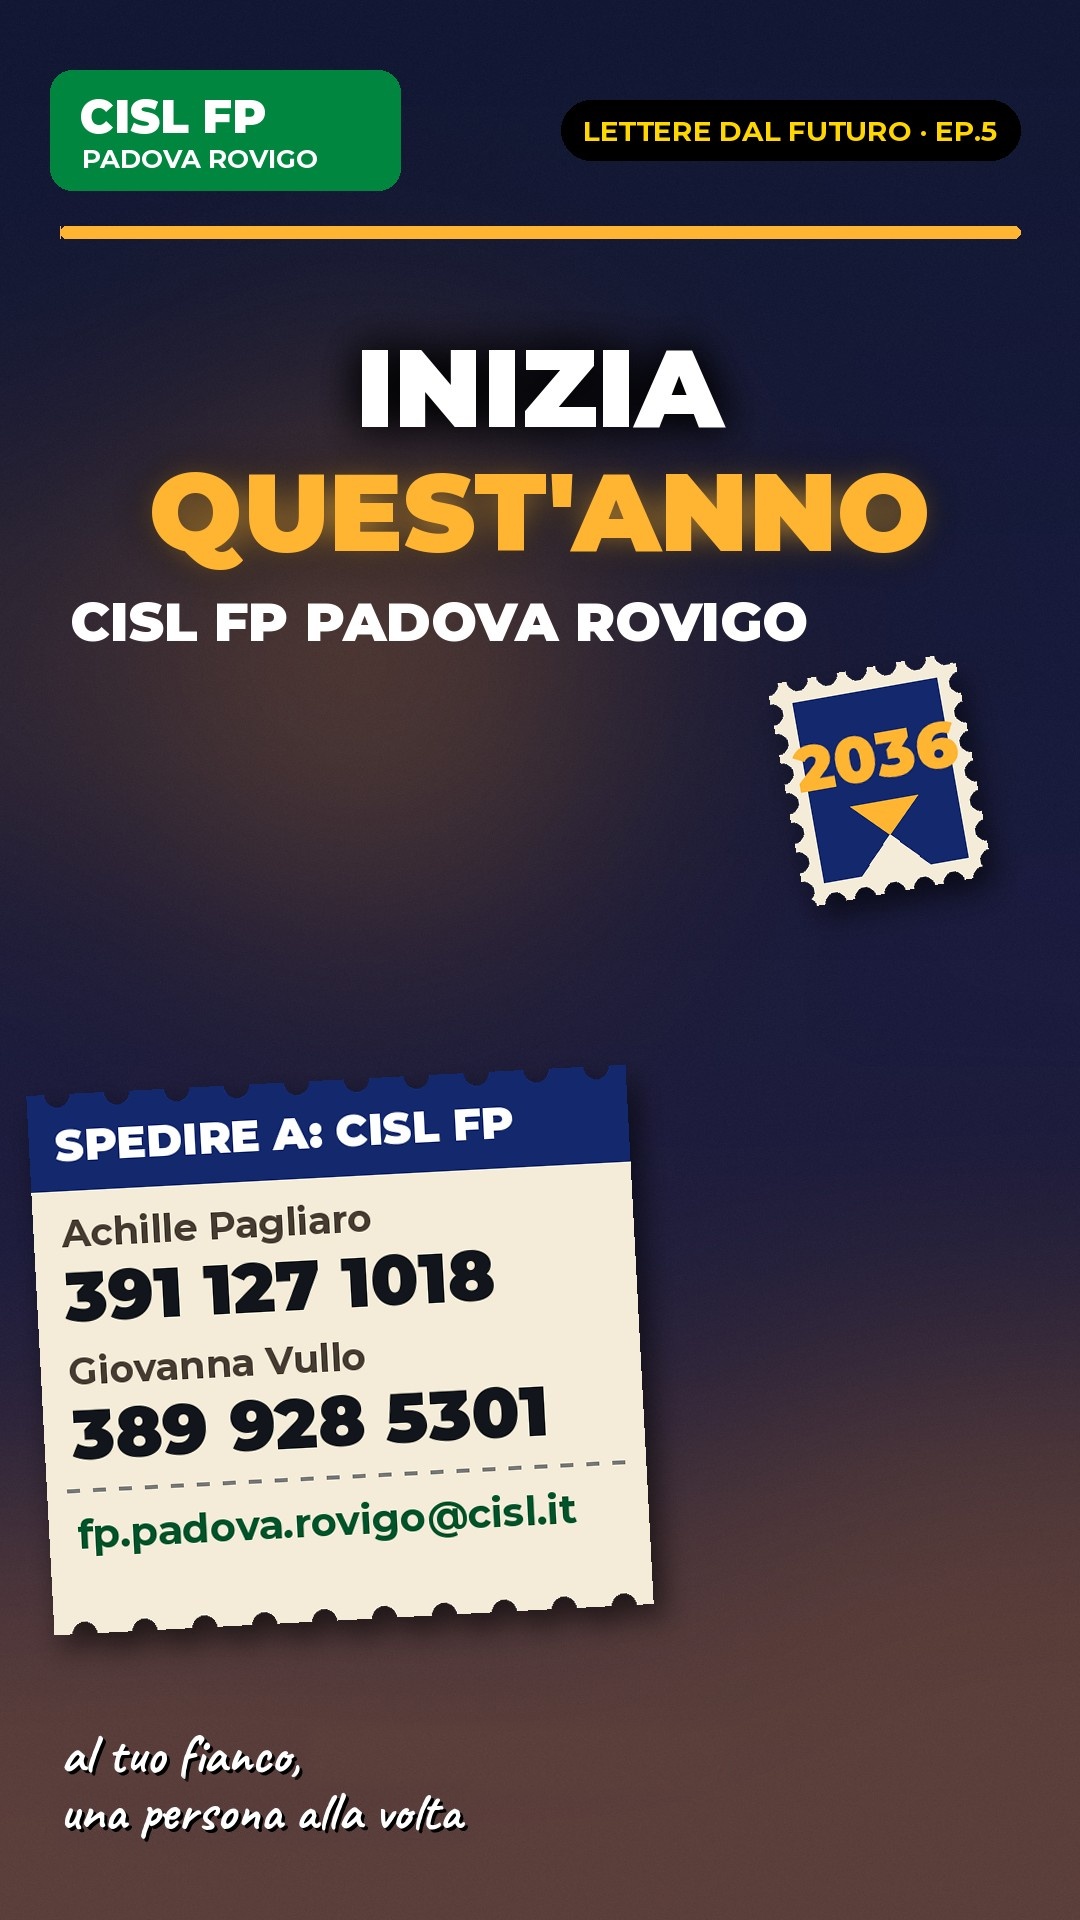 CISL FP
PADOVA ROVIGO
LETTERE DAL FUTURO · EP.5
INIZIA
QUEST'ANNO
CISL FP PADOVA ROVIGO
2036
SPEDIRE A: CISL FP
Achille Pagliaro
391 127 1018
Giovanna Vullo
389 928 5301
fp.padova.rovigo@cisl.it
al tuo fianco,
una persona alla volta